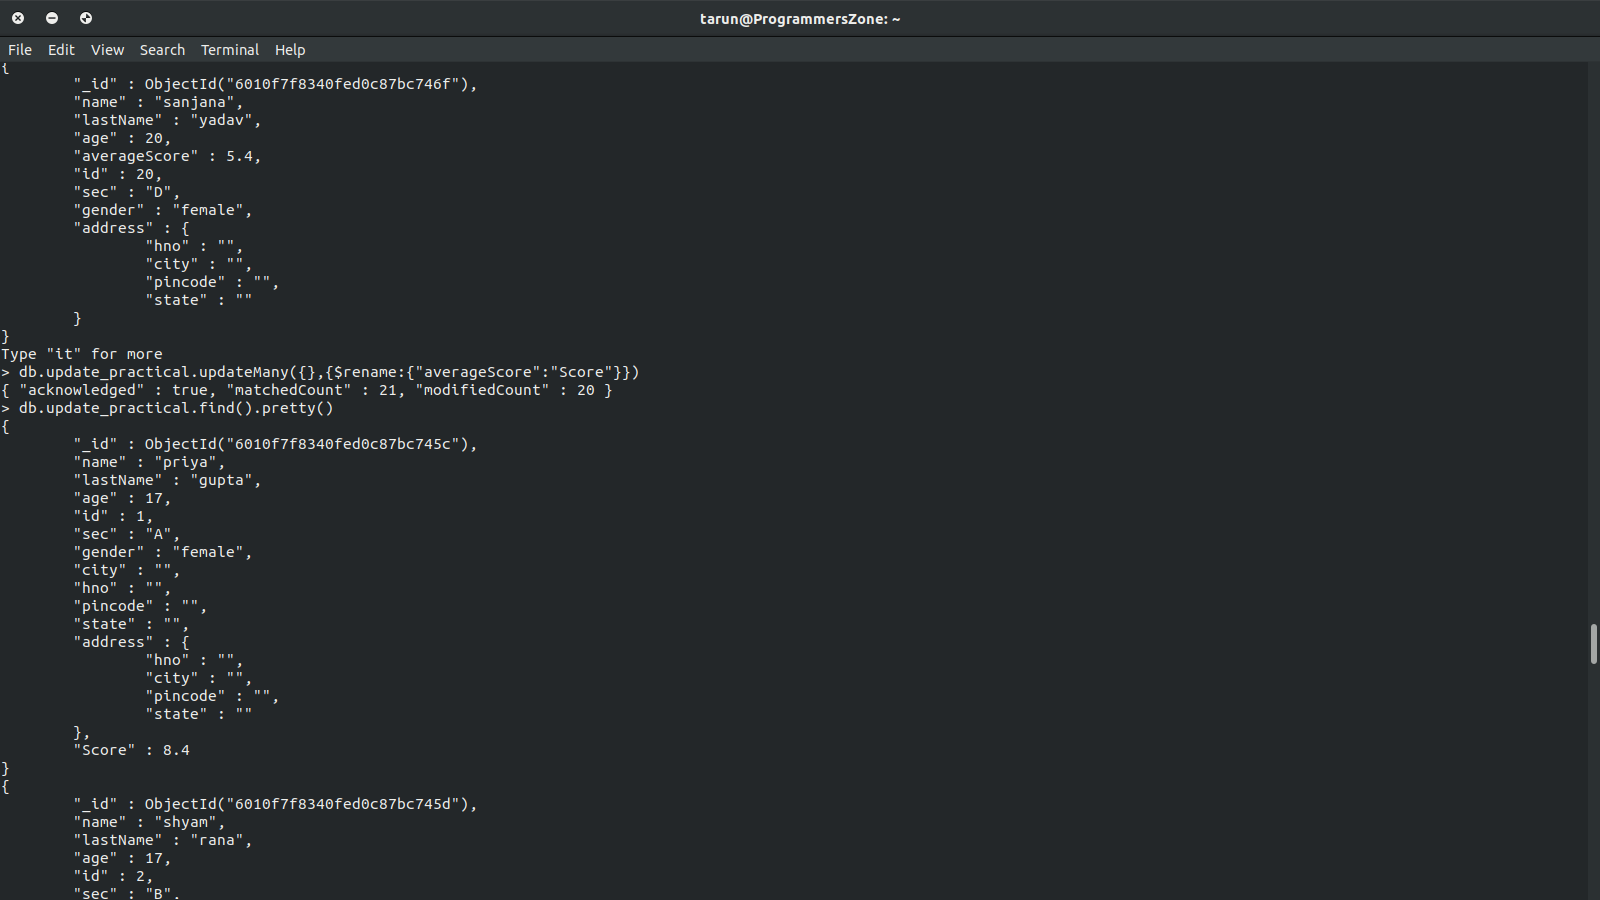 tarun@ProgrammersZone: ~
File Edit View Search Terminal Help
{
"_id" : ObjectId("6010f7f8340fed0c87bc746f"),
"name" : "sanjana",
"lastName" : "yadav",
"age" : 20,
"averageScore" : 5.4,
"id" : 20,
"sec" : "D",
"gender" : "female",
"address" : {
"hno" : "",
"city" : "",
"pincode" : "",
"state" : ""
}
}
Type "it" for more
> db.update_practical.updateMany({},{$rename:{"averageScore":"Score"}})
{ "acknowledged" : true, "matchedCount" : 21, "modifiedCount" : 20 }
> db.update_practical.find().pretty()
{
"_id" : ObjectId("6010f7f8340fed0c87bc745c"),
"name" : "priya",
"lastName" : "gupta",
"age" : 17,
"id" : 1,
"sec" : "A",
"gender" : "female",
"city" : "",
"hno" : "",
"pincode" : "",
"state" : "",
"address" : {
"hno" : "",
"city" : "",
"pincode" : "",
"state" : ""
},
"Score" : 8.4
}
{
"_id" : ObjectId("6010f7f8340fed0c87bc745d"),
"name" : "shyam",
"lastName" : "rana",
"age" : 17,
"id" : 2,
"sec" : "B",